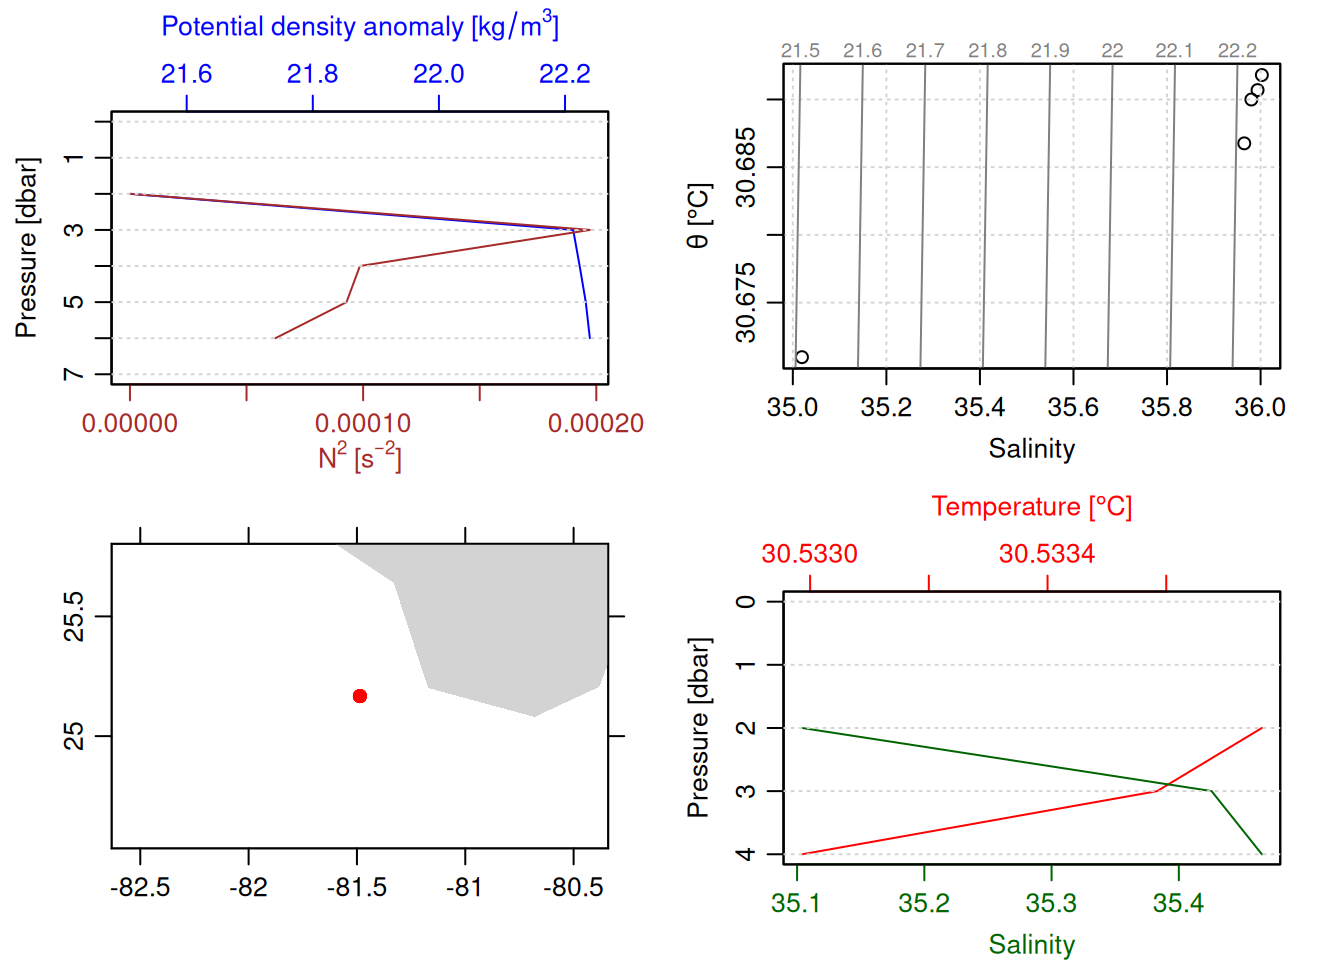 Potential density anomaly [kg/m3]
21.6 21.8 22.0 22.2
Pressure [dbar]
1
3
5
7
0.00000 0.00010 0.00020
N2 [s−2]
21.5 21.6 21.7 21.8 21.9 22 22.1 22.2
θ [°C]
30.685
30.675
35.0 35.2 35.4 35.6 35.8 36.0
Salinity
25.5
25
-82.5 -82 -81.5 -81 -80.5
Temperature [°C]
30.5330 30.5334
Pressure [dbar]
0
1
2
3
4
35.1 35.2 35.3 35.4
Salinity